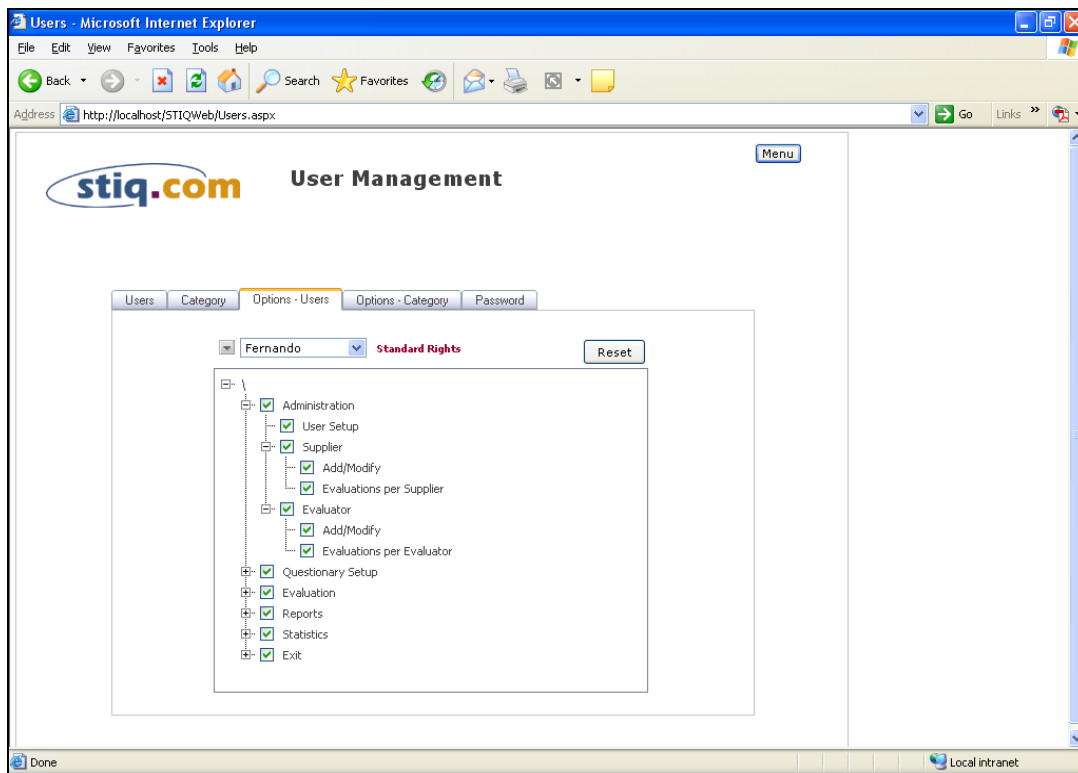 Users - Microsoft Internet Explorer
File Edit View Favorites Tools Help
Back Search Favorites
Address http://localhost/STIQWeb/Users.aspx Go Links »
Menu
stiq.com User Management
Users Category Options - Users Options - Category Password
Fernando Standard Rights Reset
\
Administration
User Setup
Supplier
Add/Modify
Evaluations per Supplier
Evaluator
Add/Modify
Evaluations per Evaluator
Questionary Setup
Evaluation
Reports
Statistics
Exit
Done Local intranet